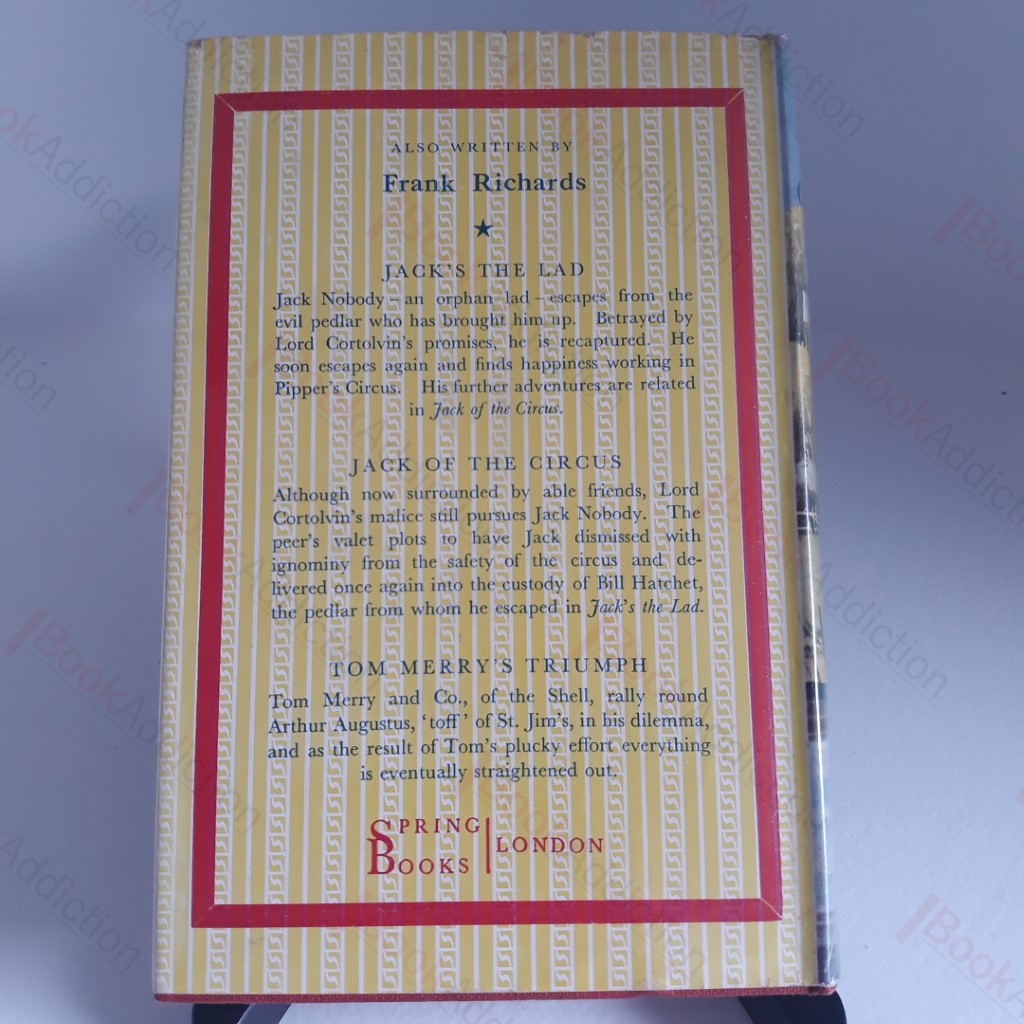 ALSO WRITTEN BY
Frank Richards
JACK'S THE LAD
Jack Nobody – an orphan lad – escapes from the
evil pedlar who has brought him up. Betrayed by
Lord Cortolvin's promises, he is recaptured. He
soon escapes again and finds happiness working in
Pipper's Circus. His further adventures are related
in Jack of the Circus.
JACK OF THE CIRCUS
Although now surrounded by able friends, Lord
Cortolvin's malice still pursues Jack Nobody. The
peer's valet plots to have Jack dismissed with
ignominy from the safety of the circus and de-
livered once again into the custody of Bill Hatchet,
the pedlar from whom he escaped in Jack's the Lad.
TOM MERRY'S TRIUMPH
Tom Merry and Co., of the Shell, rally round
Arthur Augustus, 'toff' of St. Jim's, in his dilemma,
and as the result of Tom's plucky effort everything
is eventually straightened out.
SPRING
BOOKS
LONDON
BookAddiction